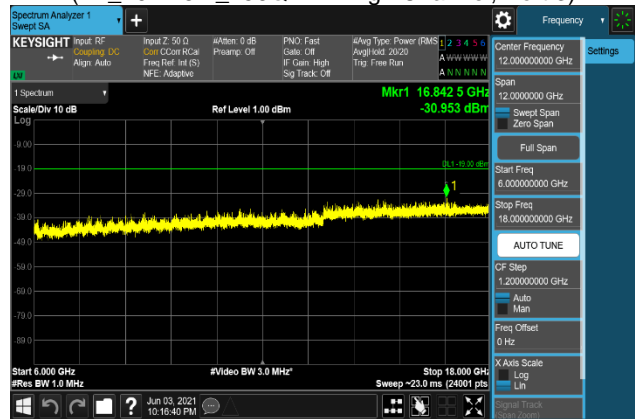 Spectrum Analyzer 1
Swept SA
+
Frequency
KEYSIGHT
Input: RF
Coupling: DC
Align: Auto
Input Z: 50 Ω
Corr CCorr RCal
Freq Ref: Int (S)
NFE: Adaptive
#Atten: 0 dB
Preamp: Off
PNO: Fast
Gate: Off
IF Gain: High
Sig Track: Off
#Avg Type: Power (RMS
Avg|Hold: 20/20
Trig: Free Run
1 2 3 4 5 6
A WW WW W
A N N N N N
LW
1 Spectrum
Scale/Div 10 dB
Log
Ref Level 1.00 dBm
Mkr1 16.842 5 GHz
-30.953 dBm
-9.00
-19.0
-29.0
-39.0
-49.0
-59.0
-69.0
-79.0
-89.0
DL1 -19.00 dBm
1
Start 6.000 GHz
#Res BW 1.0 MHz
#Video BW 3.0 MHz*
Stop 18.000 GHz
Sweep ~23.0 ms (24001 pts
Center Frequency
12.000000000 GHz
Settings
Span
12.0000000 GHz
Swept Span
Zero Span
Full Span
Start Freq
6.000000000 GHz
Stop Freq
18.000000000 GHz
AUTO TUNE
CF Step
1.200000000 GHz
Auto
Man
Freq Offset
0 Hz
X Axis Scale
Log
Lin
Signal Track
(Span Zoom)
?
Jun 03, 2021
10:16:40 PM